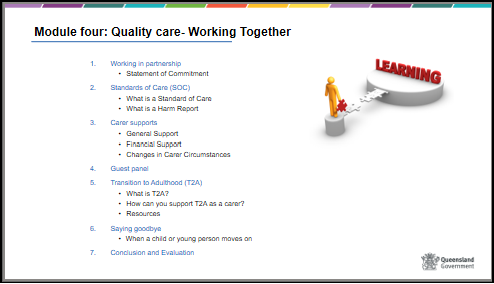 Module four: Quality care- Working Together
LEARNING
1. Working in partnership
• Statement of Commitment
2. Standards of Care (SOC)
• What is a Standard of Care
• What is a Harm Report
3. Carer supports
• General Support
• Financial Support
• Changes in Carer Circumstances
4. Guest panel
5. Transition to Adulthood (T2A)
• What is T2A?
• How can you support T2A as a carer?
• Resources
6. Saying goodbye
• When a child or young person moves on
7. Conclusion and Evaluation
Queensland
Government